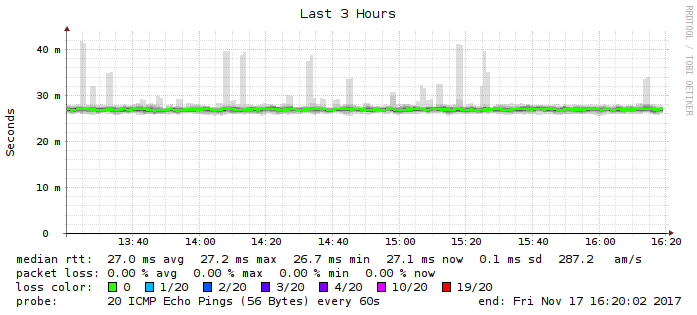 Last 3 Hours
RRDTOOL / TOBI OETIKER
Seconds
40 m
30 m
20 m
10 m
0
13:40 14:00 14:20 14:40 15:00 15:20 15:40 16:00 16:20
median rtt: 27.0 ms avg 27.2 ms max 26.7 ms min 27.1 ms now 0.1 ms sd 287.2 am/s
packet loss: 0.00 % avg 0.00 % max 0.00 % min 0.00 % now
loss color: 0 1/20 2/20 3/20 4/20 10/20 19/20
probe: 20 ICMP Echo Pings (56 Bytes) every 60s end: Fri Nov 17 16:20:02 2017